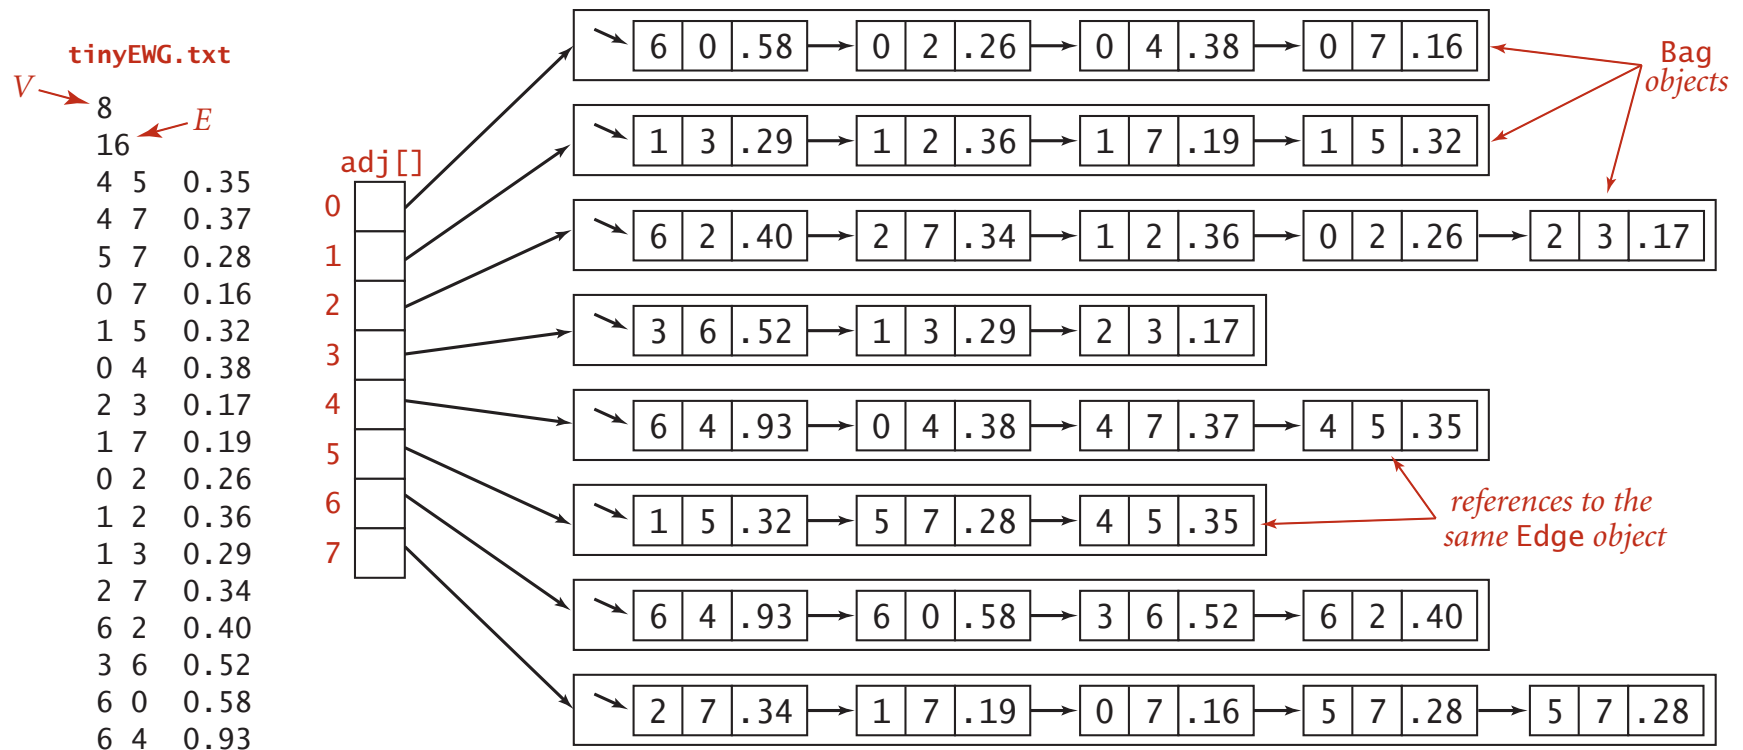 tinyEWG.txt
V
8
E
16
4 5 0.35
4 7 0.37
5 7 0.28
0 7 0.16
1 5 0.32
0 4 0.38
2 3 0.17
1 7 0.19
0 2 0.26
1 2 0.36
1 3 0.29
2 7 0.34
6 2 0.40
3 6 0.52
6 0 0.58
6 4 0.93
adj[]
0
1
2
3
4
5
6
7
6 0 .58 0 2 .26 0 4 .38 0 7 .16
1 3 .29 1 2 .36 1 7 .19 1 5 .32
6 2 .40 2 7 .34 1 2 .36 0 2 .26 2 3 .17
3 6 .52 1 3 .29 2 3 .17
6 4 .93 0 4 .38 4 7 .37 4 5 .35
1 5 .32 5 7 .28 4 5 .35
6 4 .93 6 0 .58 3 6 .52 6 2 .40
2 7 .34 1 7 .19 0 7 .16 5 7 .28 5 7 .28
Bag
objects
references to the
same Edge object